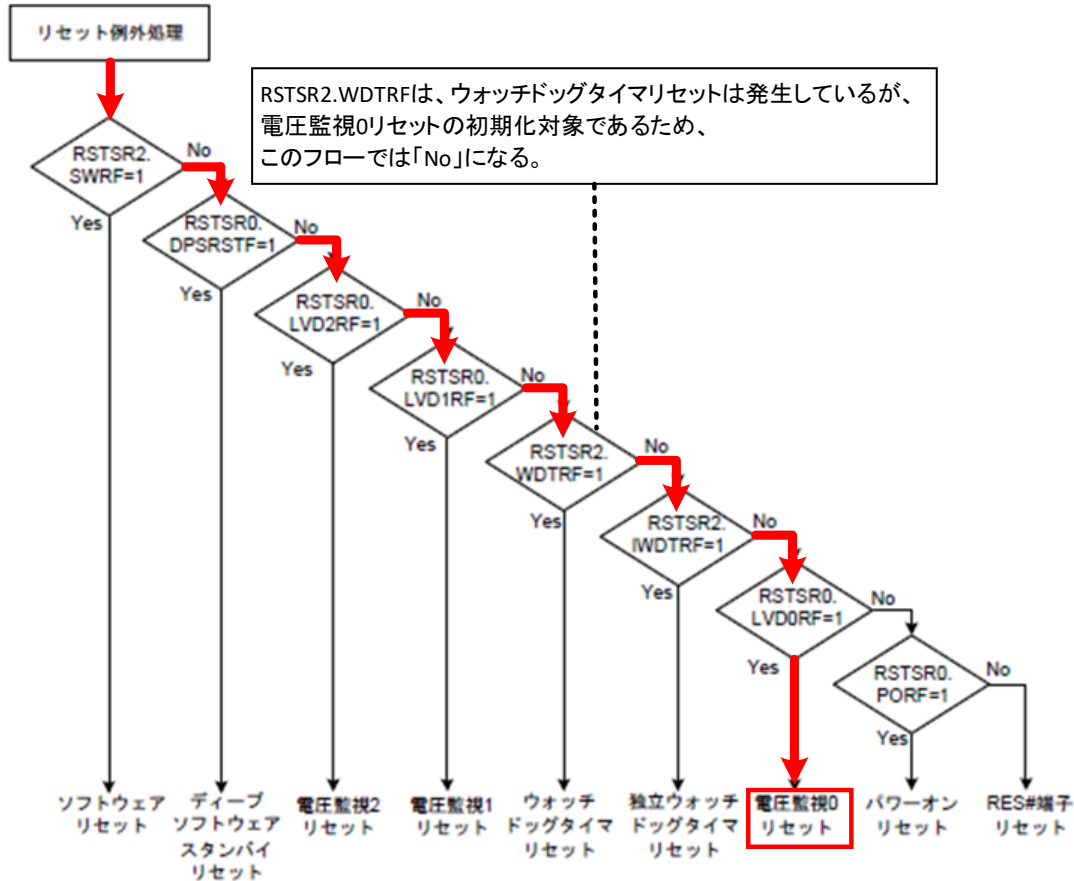 リセット例外処理
RSTSR2.WDTRFは、ウォッチドッグタイマリセットは発生しているが、
電圧監視0リセットの初期化対象であるため、
このフローでは「No」になる。
RSTSR2.
SWRF=1
No
Yes
RSTSR0.
DPSRSTF=1
No
Yes
RSTSR0.
LVD2RF=1
No
Yes
RSTSR0.
LVD1RF=1
No
Yes
RSTSR2.
WDTRF=1
No
Yes
RSTSR2.
IWDTRF=1
No
Yes
RSTSR0.
LVD0RF=1
No
Yes
RSTSR0.
PORF=1
No
Yes
ソフトウェア
リセット
ディープ
ソフトウェア
スタンバイ
リセット
電圧監視2
リセット
電圧監視1
リセット
ウォッチ
ドッグタイマ
リセット
独立ウォッチ
ドッグタイマ
リセット
電圧監視0
リセット
パワーオン
リセット
RES#端子
リセット